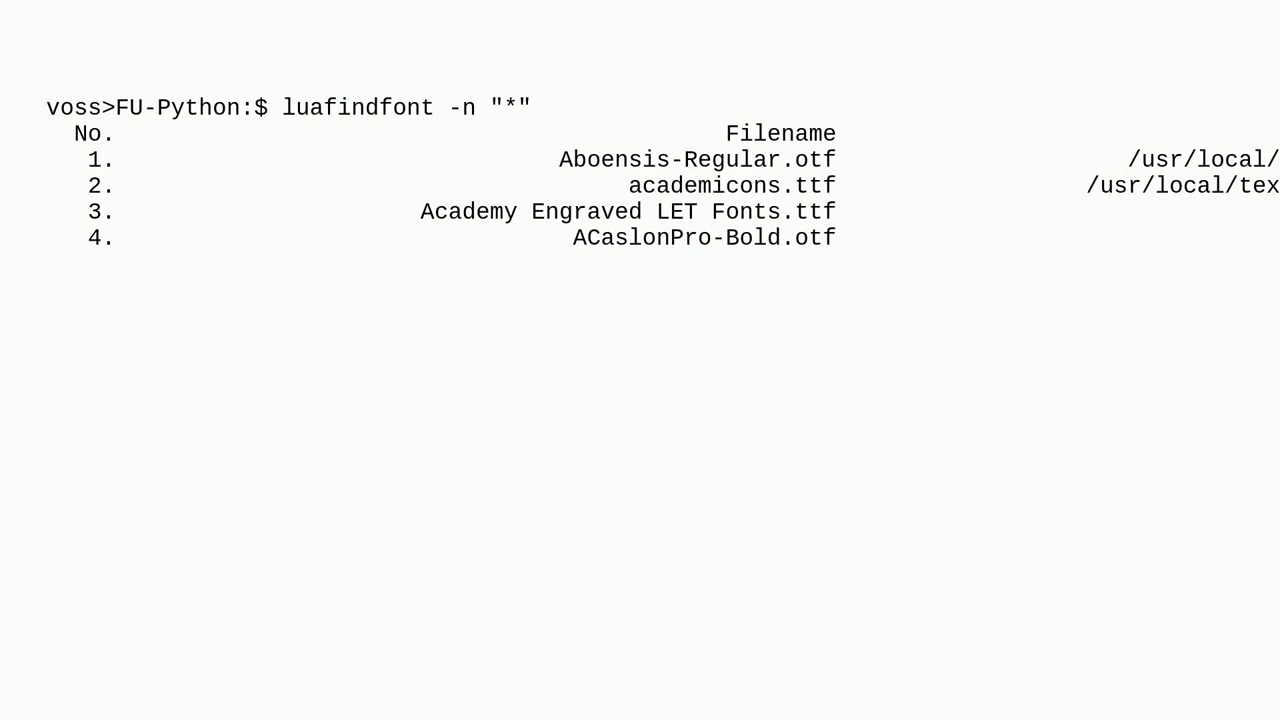 voss>FU-Python:$ luafindfont -n "*"
No. Filename
1. Aboensis-Regular.otf /usr/local/
2. academicons.ttf /usr/local/tex
3. Academy Engraved LET Fonts.ttf
4. ACaslonPro-Bold.otf